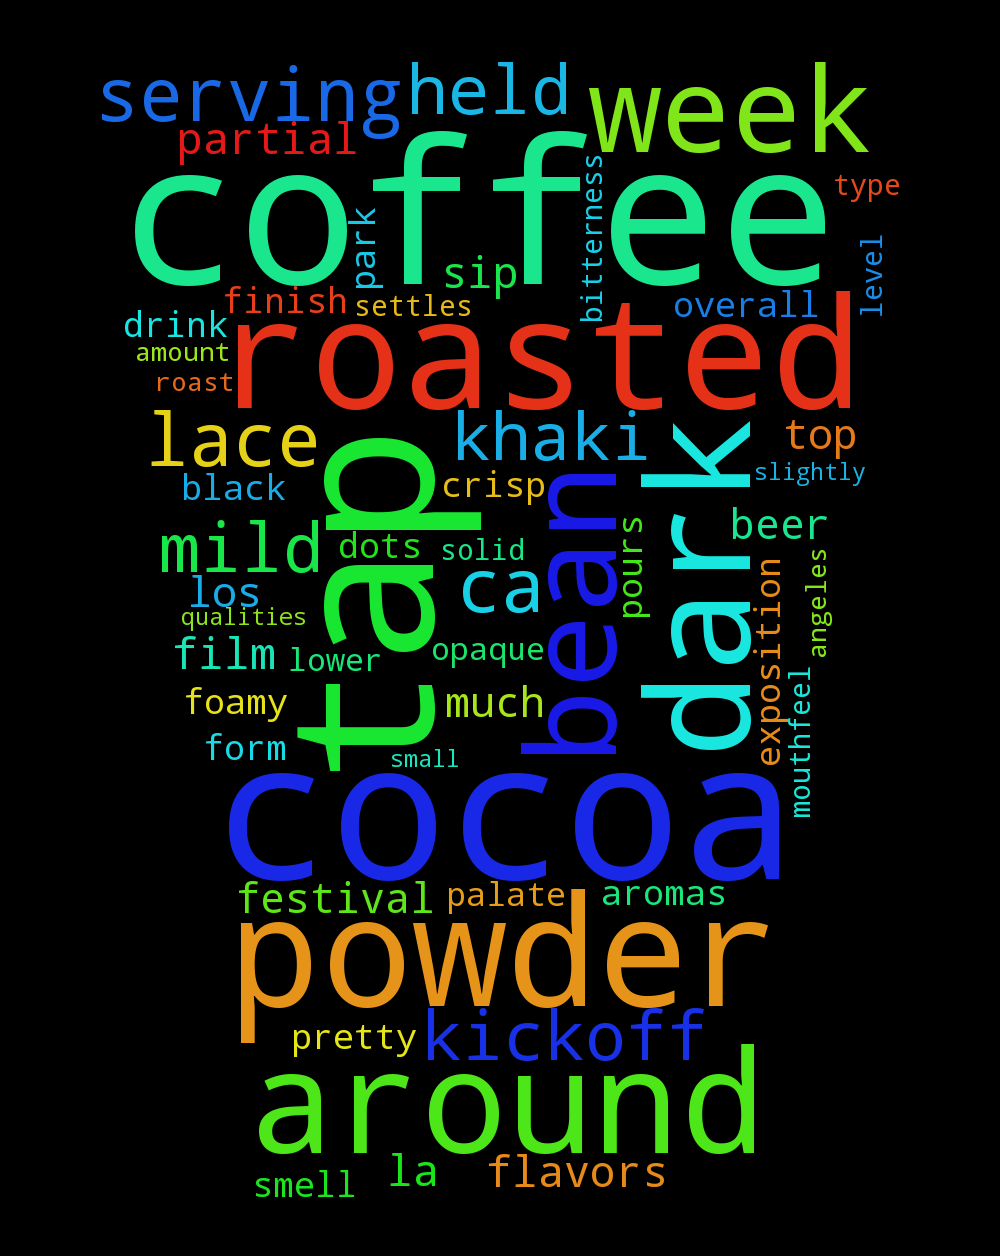 serving
held
week
partial
coffee
bitterness
type
park
sip
level
finish
settles
overall
drink
amount
roasted
roast
lace
khaki
top
tap
dark
black
crisp
bean
slightly
mild
dots
solid
pours
beer
los
ca
qualities
exposition
angeles
film
lower
opaque
foamy
much
mouthfeel
form
small
cocoa
festival
palate
aromas
powder
pretty
kickoff
around
smell
la
flavors